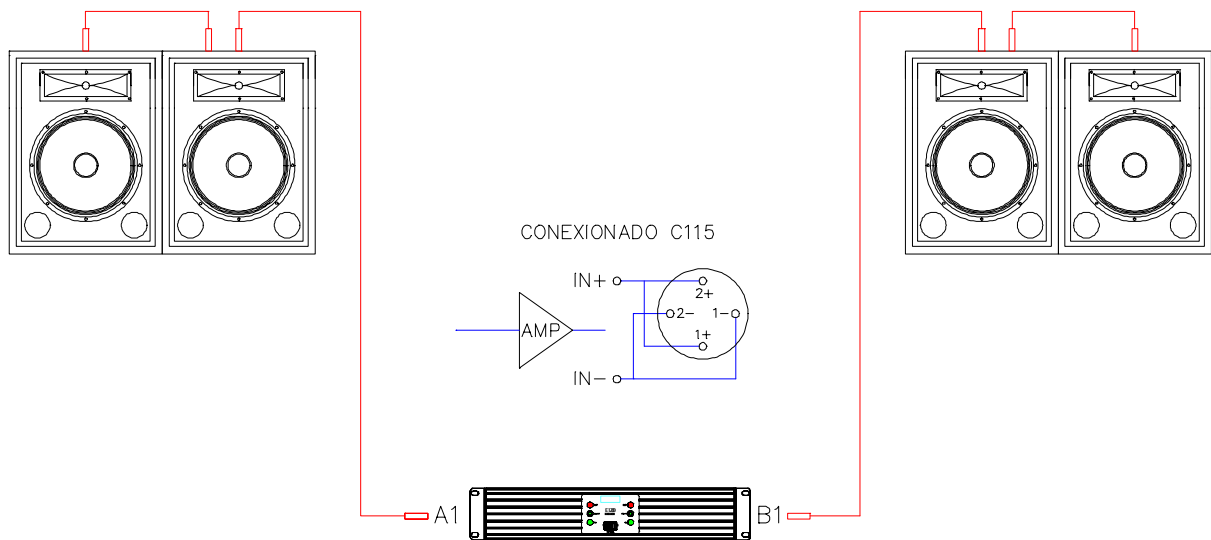 CONEXIONADO C115
IN+
2+
AMP
2-
1-
1+
IN-
A1
B1